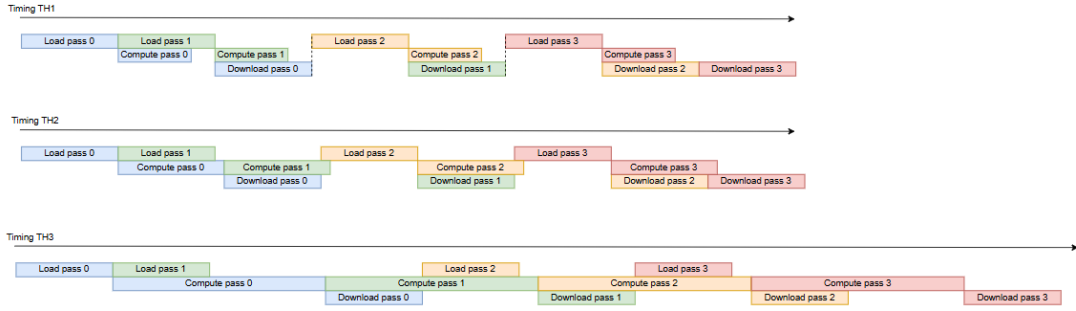 Timing TH1
Load pass 0 Load pass 1 Load pass 2 Load pass 3
Compute pass 0 Compute pass 1 Compute pass 2 Compute pass 3
Download pass 0 Download pass 1 Download pass 2 Download pass 3
Timing TH2
Load pass 0 Load pass 1 Load pass 2 Load pass 3
Compute pass 0 Compute pass 1 Compute pass 2 Compute pass 3
Download pass 0 Download pass 1 Download pass 2 Download pass 3
Timing TH3
Load pass 0 Load pass 1 Load pass 2 Load pass 3
Compute pass 0 Compute pass 1 Compute pass 2 Compute pass 3
Download pass 0 Download pass 1 Download pass 2 Download pass 3